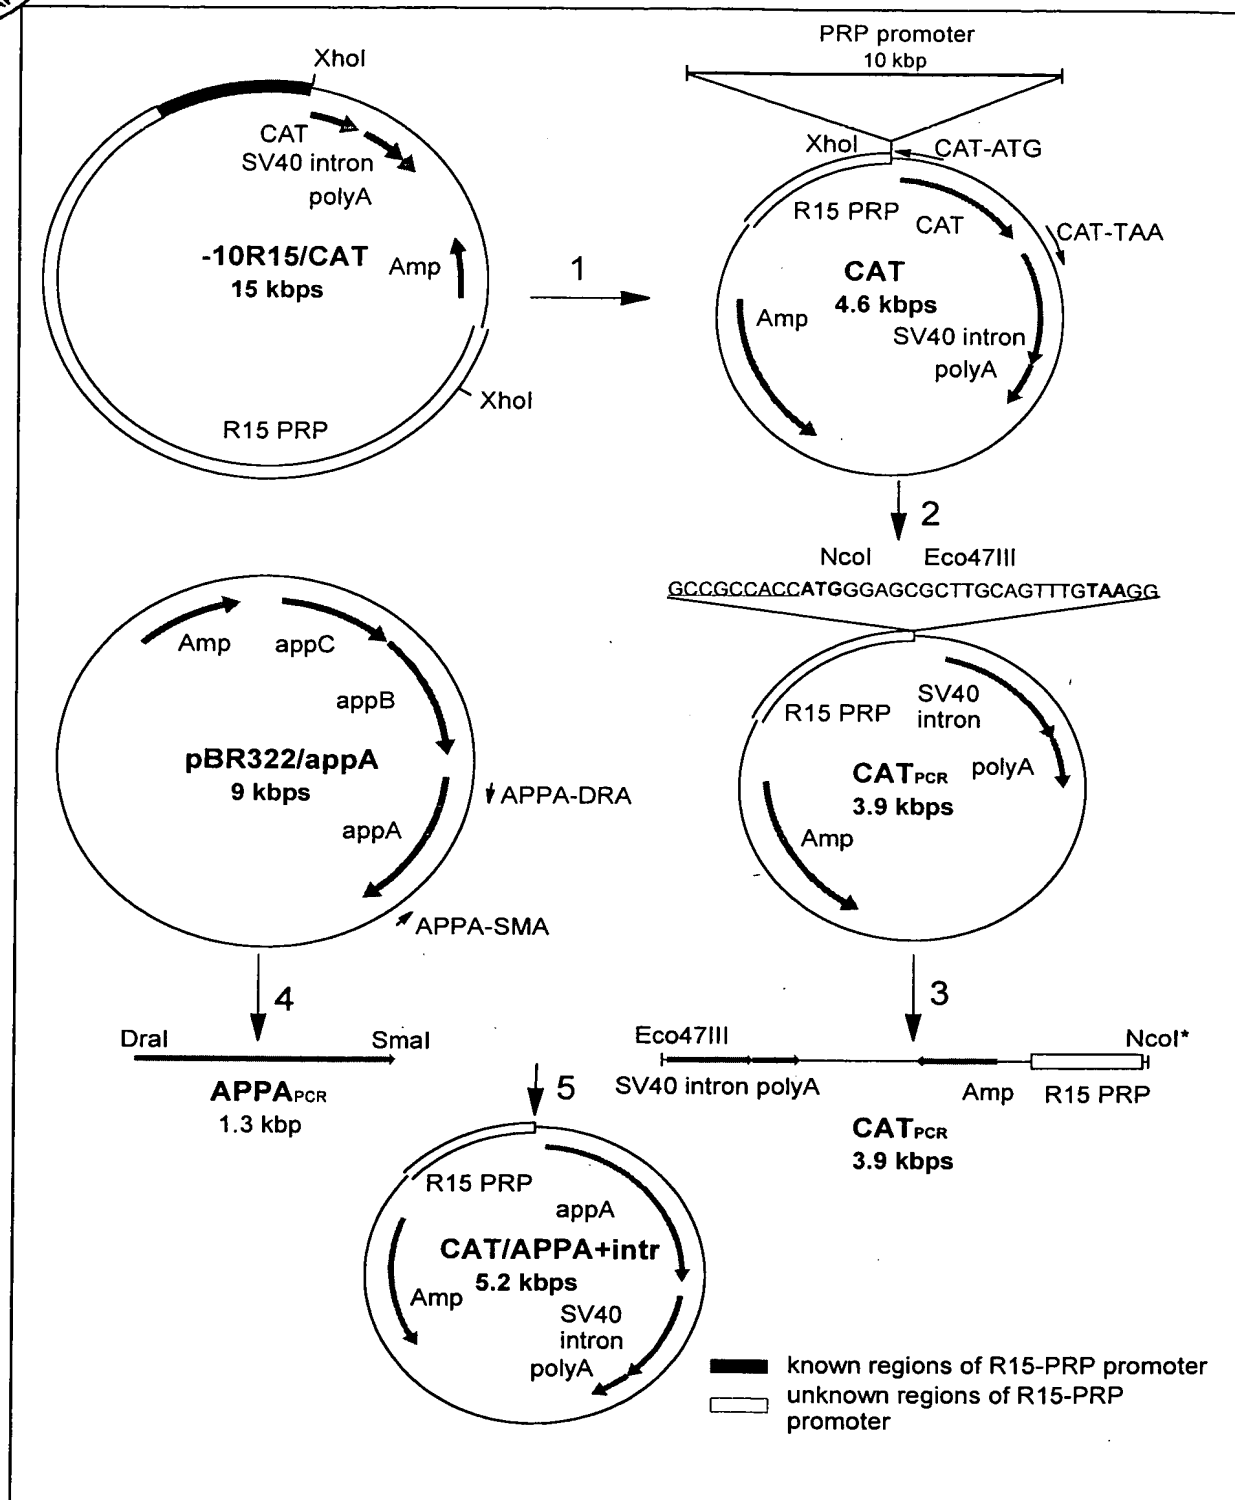 XhoI
CAT
SV40 intron
polyA
-10R15/CAT
15 kbps
Amp
R15 PRP
XhoI
1
PRP promoter
10 kbp
XhoI
CAT-ATG
R15 PRP
CAT
CAT-TAA
CAT
4.6 kbps
Amp
SV40 intron
polyA
2
NcoI Eco47III
GCCGCCACCATGGGAGCGCTTGCAGTTTGTAAGG
R15 PRP
SV40
intron
polyA
CATPCR
3.9 kbps
Amp
Amp
appC
appB
pBR322/appA
9 kbps
appA
APPA-DRA
APPA-SMA
4
DraI
SmaI
APPAPCR
1.3 kbp
3
Eco47III
NcoI*
SV40 intron polyA
Amp
R15 PRP
CATPCR
3.9 kbps
5
R15 PRP
appA
CAT/APPA+intr
5.2 kbps
Amp
SV40
intron
polyA
known regions of R15-PRP promoter
unknown regions of R15-PRP
promoter